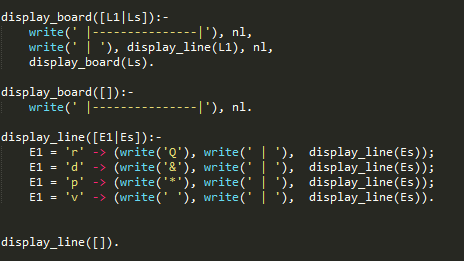 display_board([L1|Ls]):-
    write(' |--------------|'), nl,
    write(' | '), display_line(L1), nl,
    display_board(Ls).
display_board([]):-
    write(' |--------------|'), nl.
display_line([E1|Es]):-
    E1 = 'r' -> (write('Q'), write(' | '),  display_line(Es));
    E1 = 'd' -> (write('&'), write(' | '),  display_line(Es));
    E1 = 'p' -> (write('*'), write(' | '),  display_line(Es));
    E1 = 'v' -> (write(' '), write(' | '),  display_line(Es)).
display_line([]).